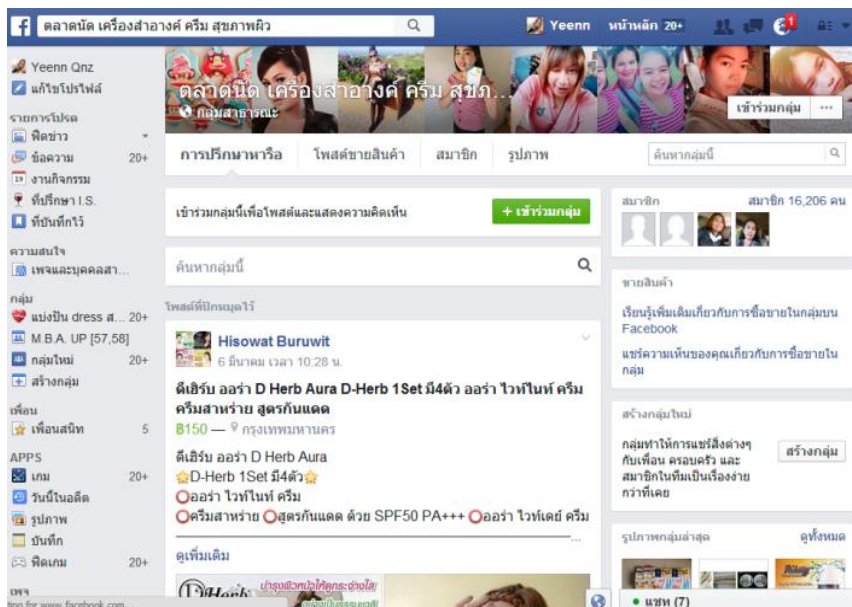 ตลาดนัด เครื่องสำอางค์ ครีม สุขภาพผิว
Yeenn
หน้าหลัก 20+
1
Yeenn Qnz
แก้ไขโปรไฟล์
รายการโปรด
ฟีดข่าว
ข้อความ 20+
งานกิจกรรม
ที่ปรึกษา I.S.
ที่บันทึกไว้
ความสนใจ
เพจและบุคคลสา...
กลุ่ม
แบ่งปัน dress ส... 20+
M.B.A. UP [57,58]
กลุ่มใหม่ 20+
สร้างกลุ่ม
เพื่อน
เพื่อนสนิท 5
APPS
เกม 20+
วันนี้ในอดีต
รูปภาพ
บันทึก
ฟีดเกม 20+
เพจ
ตลาดนัด เครื่องสำอางค์ ครีม สุขภ...
กลุ่มสาธารณะ
เข้าร่วมกลุ่ม
การปรึกษาหารือ โพสต์ขายสินค้า สมาชิก รูปภาพ
ค้นหากลุ่มนี้
เข้าร่วมกลุ่มนี้เพื่อโพสต์และแสดงความคิดเห็น
+ เข้าร่วมกลุ่ม
ค้นหากลุ่มนี้
โพสต์ที่ปักหมุดไว้
Hisowat Buruwit
6 มีนาคม เวลา 10:28 น.
ดีเฮิร์บ ออร่า D Herb Aura D-Herb 1Set มี4ตัว ออร่า ไวท์ไนท์ ครีม
ครีมสาหร่าย สูตรกันแดด
฿150 — กรุงเทพมหานคร
ดีเฮิร์บ ออร่า D Herb Aura
D-Herb 1Set มี4ตัว
ออร่า ไวท์ไนท์ ครีม
ครีมสาหร่าย สูตรกันแดด ด้วย SPF50 PA+++ ออร่า ไวท์เดย์ ครีม
...
ดูเพิ่มเติม
D-Herb บำรุงผิวหน้าให้ดูกระจ่างใส
สมาชิก สมาชิก 16,206 คน
ขายสินค้า
เรียนรู้เพิ่มเติมเกี่ยวกับการซื้อขายในกลุ่มบน
Facebook
แชร์ความเห็นของคุณเกี่ยวกับการซื้อขายใน
กลุ่ม
สร้างกลุ่มใหม่
กลุ่มทำให้การแชร์สิ่งต่างๆ
กับเพื่อน ครอบครัว และ
สมาชิกในทีมเป็นเรื่องง่าย
กว่าที่เคย
สร้างกลุ่ม
รูปภาพกลุ่มล่าสุด ดูทั้งหมด
แชท (7)
for www.facebook.com